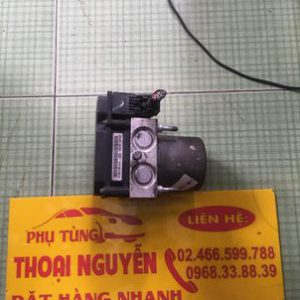 PHỤ TÙNG
THOẠI NGUYỄN
ĐẶT HÀNG NHANH
LIÊN HỆ:
02.466.599.788
0968.33.88.39